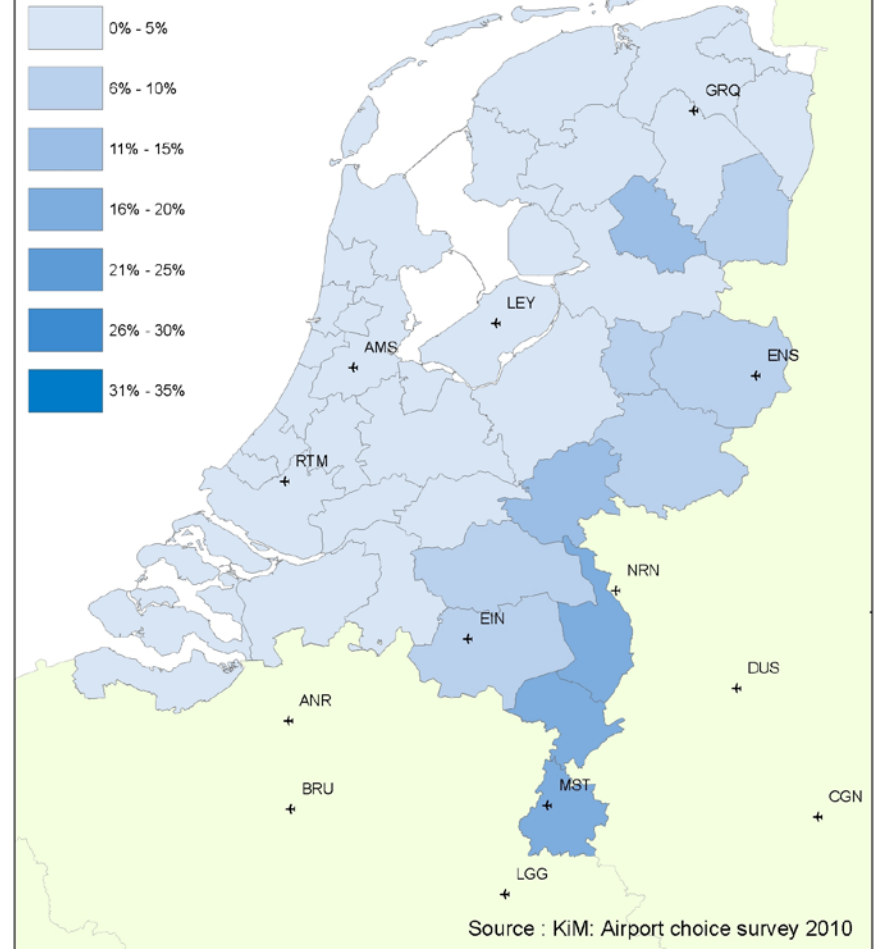 0% - 5%
6% - 10%
11% - 15%
16% - 20%
21% - 25%
26% - 30%
31% - 35%
GRQ
LEY
AMS
ENS
RTM
NRN
EIN
DUS
ANR
MST
BRU
CGN
LGG
Source : KiM: Airport choice survey 2010